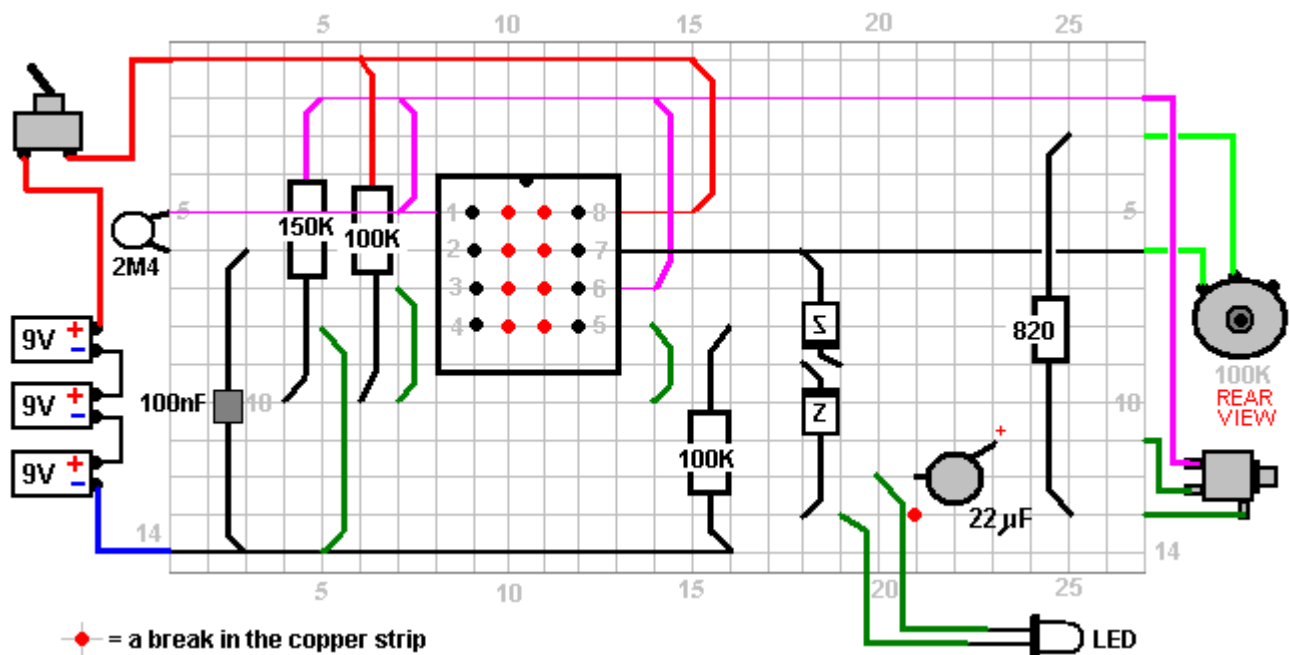 5 10 15 20 25
5 150K 100K 1 8 5
2M4 2 7
3 6
4 5
9V + −
9V + −
9V + −
100nF 10 10
820
100K
REAR
VIEW
100K
Z
Z
+
22 µF
14 14
5 10 15 20 25
= a break in the copper strip
LED